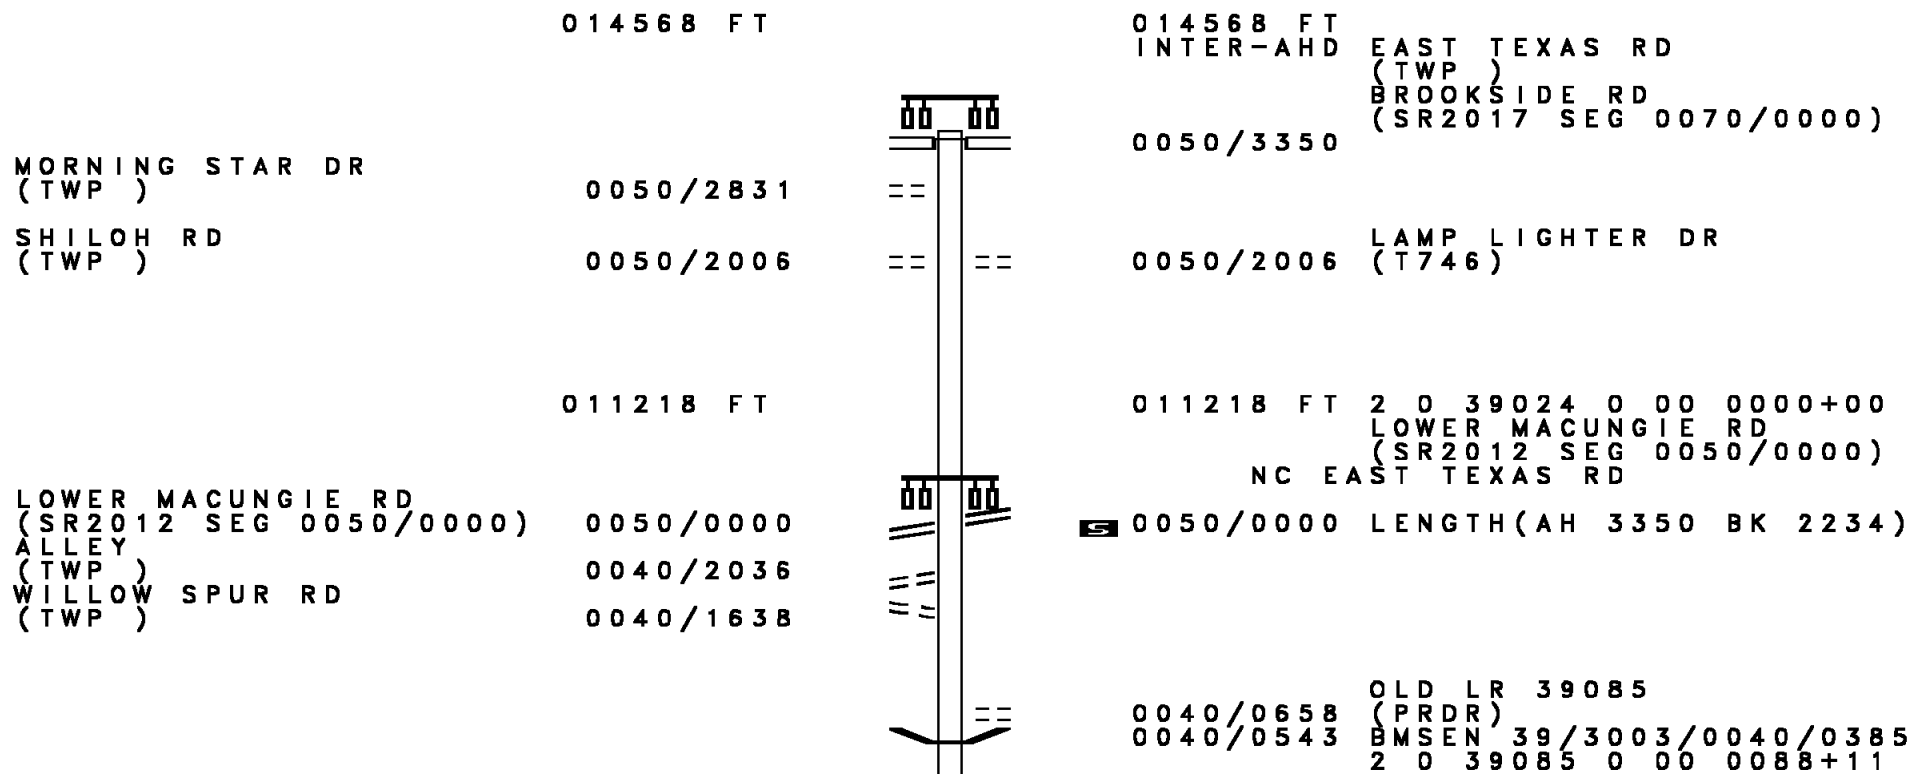 014568 FT 014568 FT
INTER-AHD EAST TEXAS RD
(TWP )
BROOKSIDE RD
(SR2017 SEG 0070/0000)
0050/3350
MORNING STAR DR
(TWP ) 0050/2831
SHILOH RD LAMP LIGHTER DR
(TWP ) 0050/2006 0050/2006 (T746)
011218 FT 011218 FT 2 0 39024 0 00 0000+00
LOWER MACUNGIE RD
(SR2012 SEG 0050/0000)
NC EAST TEXAS RD
LOWER MACUNGIE RD
(SR2012 SEG 0050/0000) 0050/0000 S 0050/0000 LENGTH(AH 3350 BK 2234)
ALLEY
(TWP ) 0040/2036
WILLOW SPUR RD
(TWP ) 0040/1638
OLD LR 39085
0040/0658 (PRDR)
0040/0543 BMSEN 39/3003/0040/0385
2 0 39085 0 00 0088+11